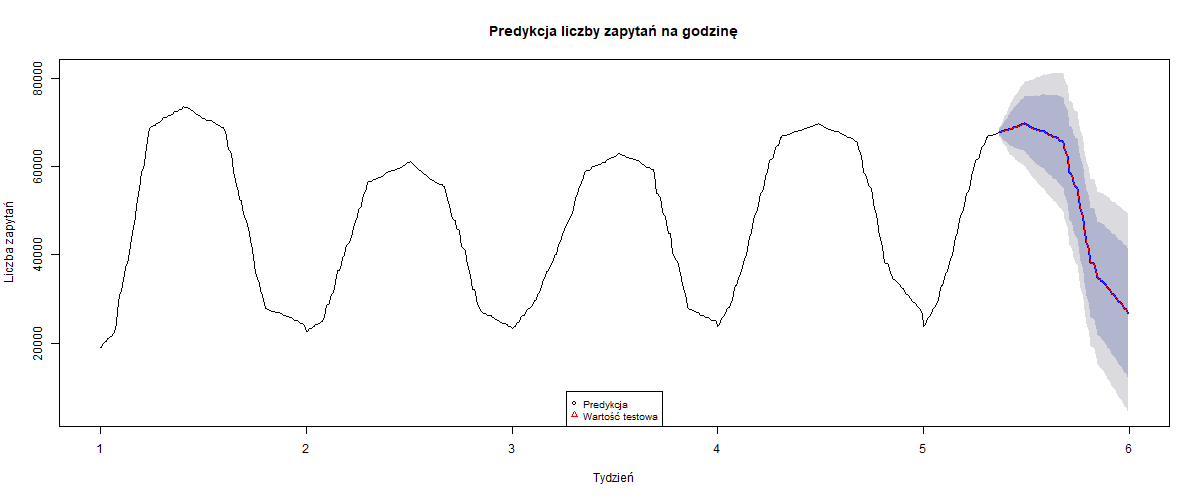 Predykcja liczby zapytań na godzinę
Liczba zapytań
80000
60000
40000
20000
Predykcja
Wartość testowa
1 2 3 4 5 6
Tydzień